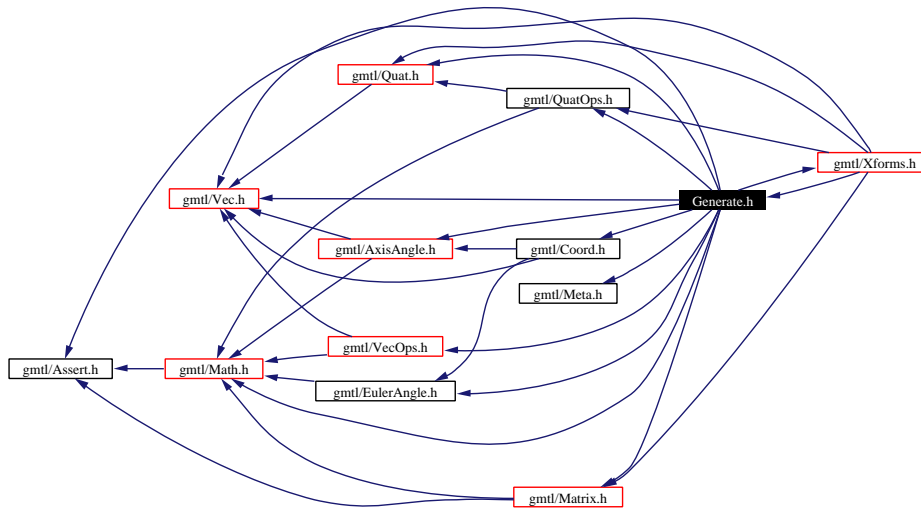 gmtl/Quat.h
gmtl/QuatOps.h
gmtl/Xforms.h
gmtl/Vec.h
Generate.h
gmtl/AxisAngle.h
gmtl/Coord.h
gmtl/Meta.h
gmtl/VecOps.h
gmtl/Assert.h
gmtl/Math.h
gmtl/EulerAngle.h
gmtl/Matrix.h